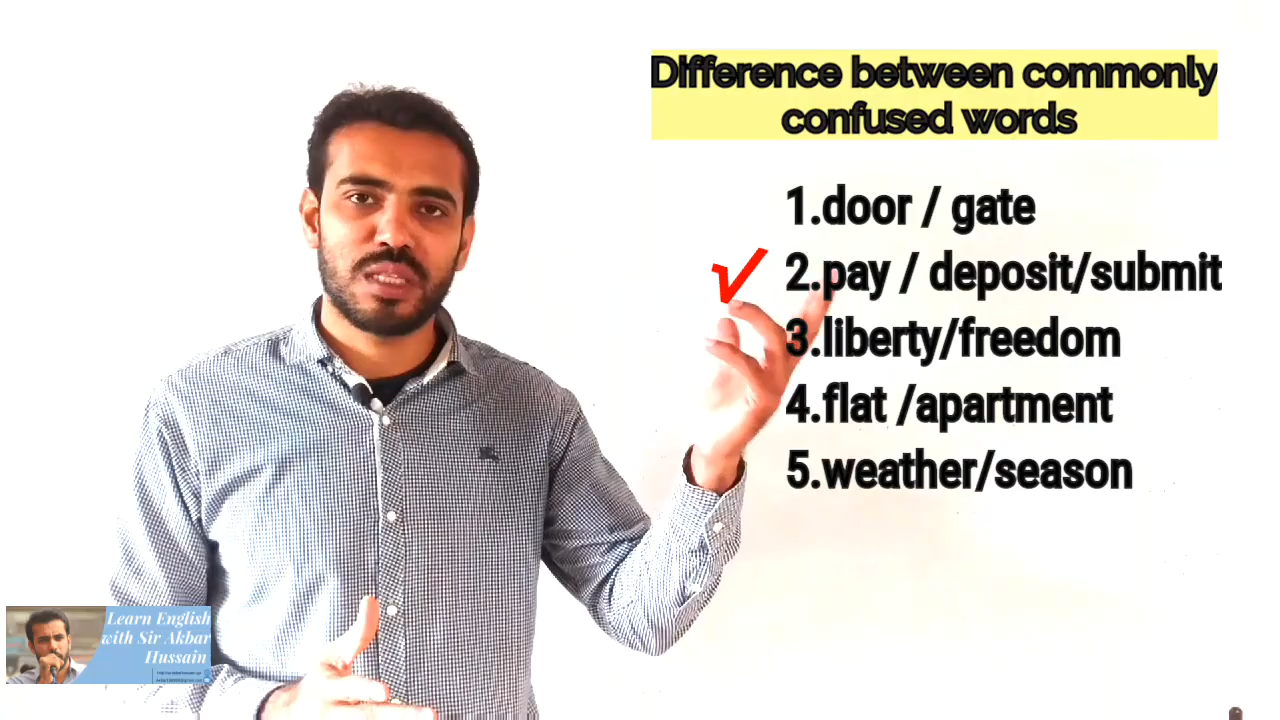 Difference between commonly
confused words
1.door / gate
2.pay / deposit/submit
3.liberty/freedom
4.flat /apartment
5.weather/season
Learn English
with Sir Akbar
Hussain